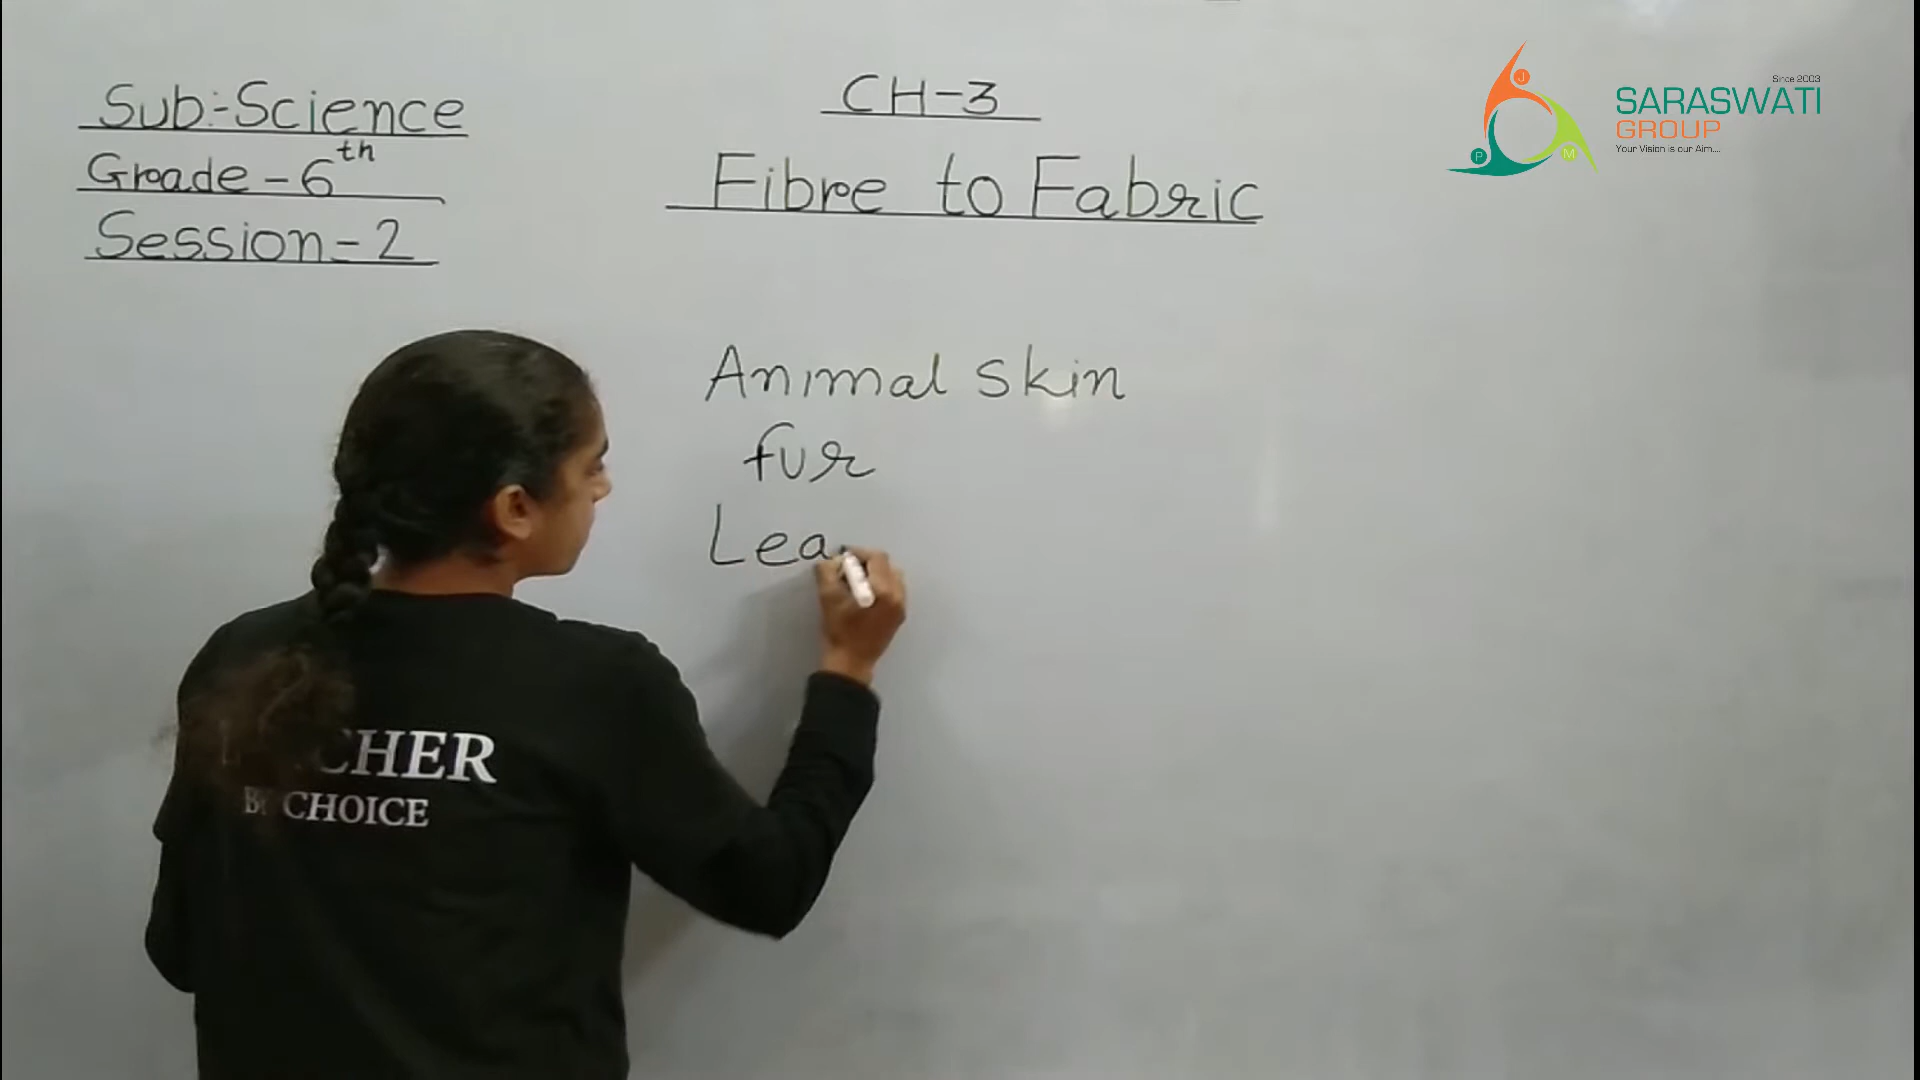 Sub:-Science
Grade-6th
Session-2
CH-3
Fibre to Fabric
Animal skin
fur
Lea
CHOICE
Since 2003
SARASWATI
GROUP
Your Vision is our Aim....
J
P
M